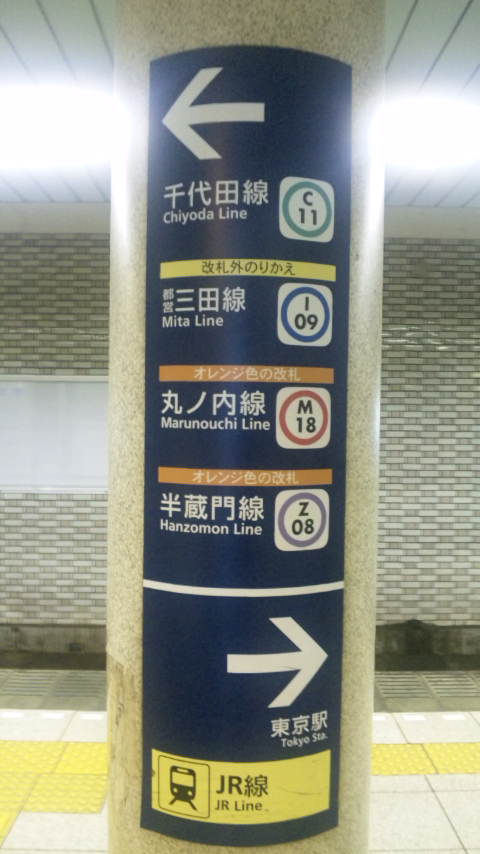 千代田線
Chiyoda Line
C
11
改札外のりかえ
都営三田線
Mita Line
I
09
オレンジ色の改札
丸ノ内線
Marunouchi Line
M
18
オレンジ色の改札
半蔵門線
Hanzomon Line
Z
08
東京駅
Tokyo Sta.
JR線
JR Line